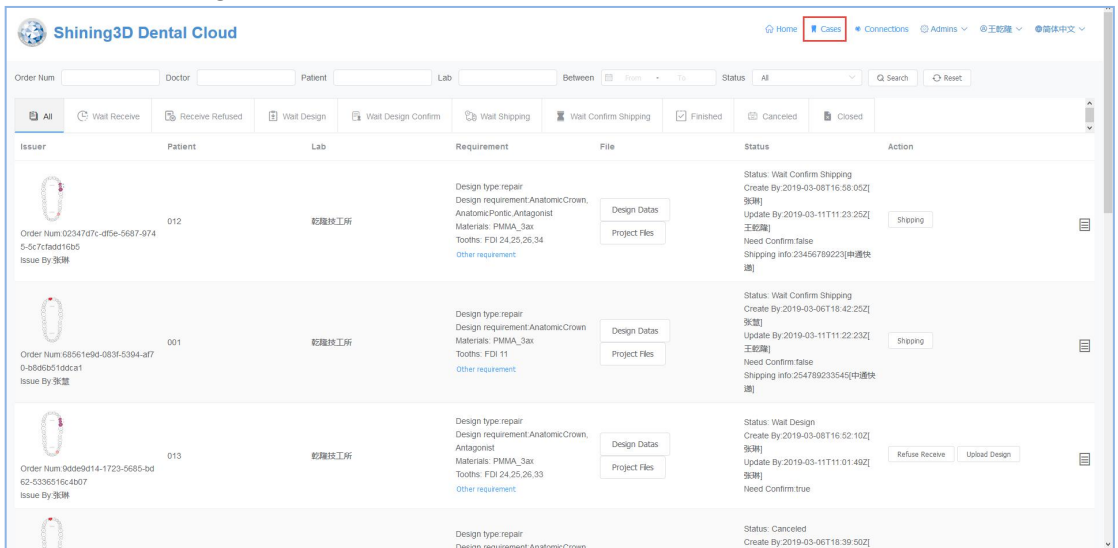 Shining3D Dental Cloud
Home Cases Connections Admins 王乾隆 简体中文
Order Num Doctor Patient Lab Between From - To Status All Search Reset
All Wait Receive Receive Refused Wait Design Wait Design Confirm Wait Shipping Wait Confirm Shipping Finished Canceled Closed
Issuer Patient Lab Requirement File Status Action
Order Num:02347d7c-df5e-5687-974
5-5c7cfadd16b5
Issue By:张琳
012
乾隆技工所
Design type:repair
Design requirement:AnatomicCrown,
AnatomicPontic,Antagonist
Materials: PMMA_3ax
Tooths: FDI 24,25,26,34
Other requirement
Design Datas
Project Files
Status: Wait Confirm Shipping
Create By:2019-03-08T16:58:05Z[
张琳]
Update By:2019-03-11T11:23:25Z[
王乾隆]
Need Confirm:false
Shipping info:23456789223[申通快
递]
Shipping
Order Num:68561e9d-083f-5394-af7
0-b8d6b51ddca1
Issue By:张慧
001
乾隆技工所
Design type:repair
Design requirement:AnatomicCrown
Materials: PMMA_3ax
Tooths: FDI 11
Other requirement
Design Datas
Project Files
Status: Wait Confirm Shipping
Create By:2019-03-06T18:42:25Z[
张慧]
Update By:2019-03-11T11:22:23Z[
王乾隆]
Need Confirm:false
Shipping info:254789233545[中通快
递]
Shipping
Order Num:9dde9d14-1723-5685-bd
62-5336516c4b07
Issue By:张琳
013
乾隆技工所
Design type:repair
Design requirement:AnatomicCrown,
Antagonist
Materials: PMMA_3ax
Tooths: FDI 24,25,26,33
Other requirement
Design Datas
Project Files
Status: Wait Design
Create By:2019-03-08T16:52:10Z[
张琳]
Update By:2019-03-11T11:01:49Z[
张琳]
Need Confirm:true
Refuse Receive Upload Design
Design type:repair
Design requirement:AnatomicCrown
Status: Canceled
Create By:2019-03-06T18:39:50Z[